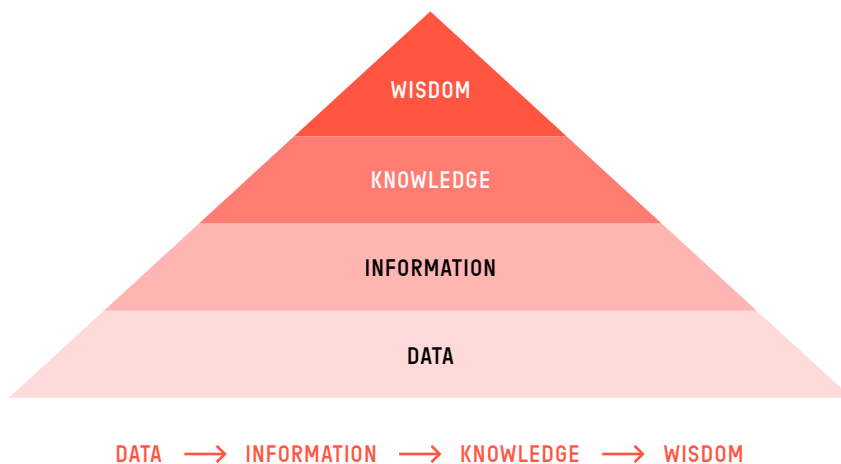 WISDOM
KNOWLEDGE
INFORMATION
DATA
DATA → INFORMATION → KNOWLEDGE → WISDOM